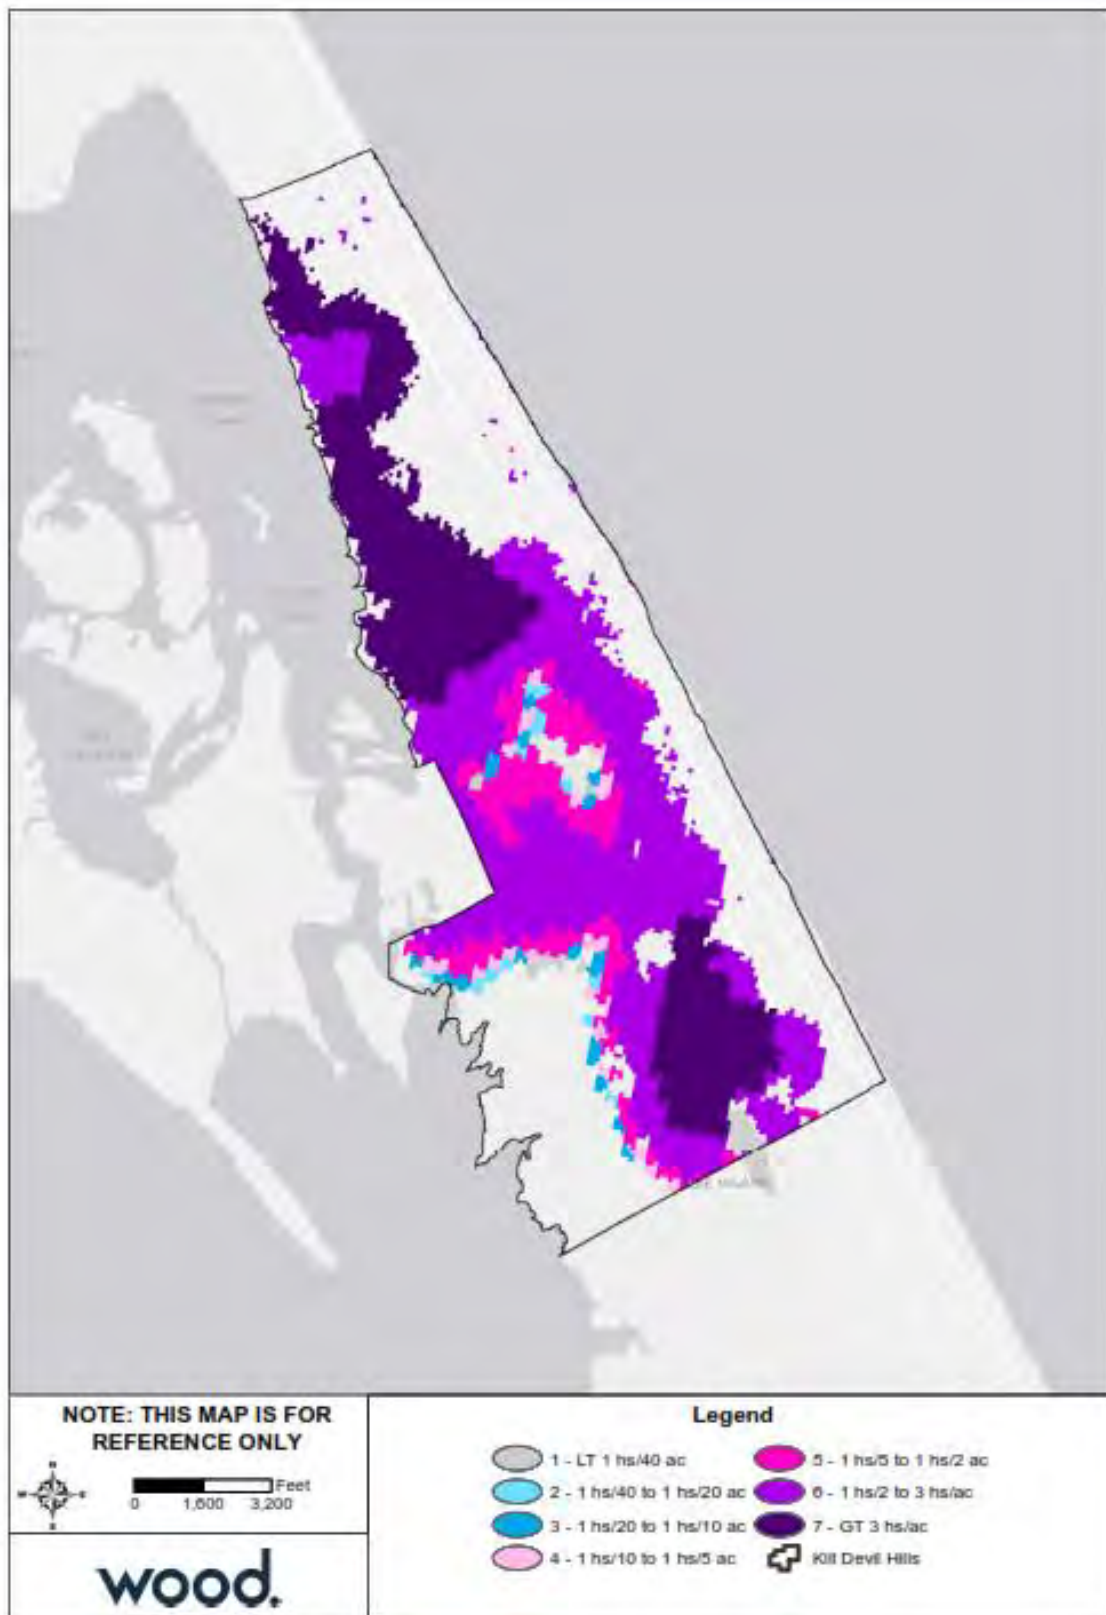 NOTE: THIS MAP IS FOR
REFERENCE ONLY
N
W
E
S
Feet
0 1,600 3,200
wood.
Legend
1 - LT 1 hs/40 ac
2 - 1 hs/40 to 1 hs/20 ac
3 - 1 hs/20 to 1 hs/10 ac
4 - 1 hs/10 to 1 hs/5 ac
5 - 1 hs/5 to 1 hs/2 ac
6 - 1 hs/2 to 3 hs/ac
7 - GT 3 hs/ac
Kill Devil Hills